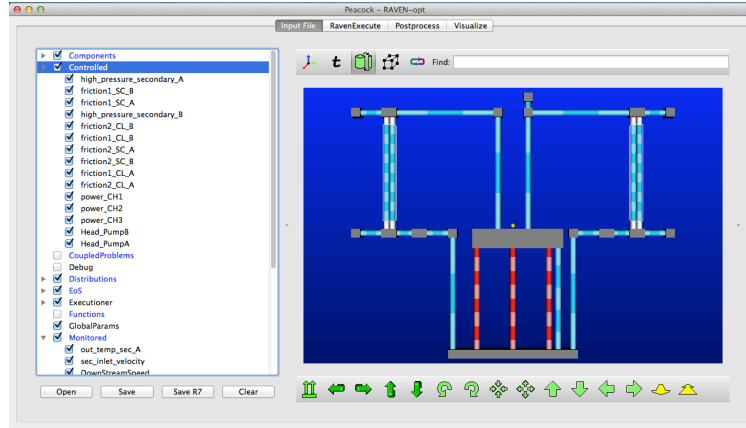 Peacock – RAVEN-opt
Input File RavenExecute Postprocess Visualize
Components
Controlled
high_pressure_secondary_A
friction1_SC_B
friction1_SC_A
high_pressure_secondary_B
friction2_CL_B
friction1_CL_B
friction2_SC_A
friction2_SC_B
friction1_CL_A
friction2_CL_A
power_CH1
power_CH2
power_CH3
Head_PumpB
Head_PumpA
CoupledProblems
Debug
Distributions
EoS
Executioner
Functions
GlobalParams
Monitored
out_temp_sec_A
sec_inlet_velocity
DownStreamSpeed
Open Save Save R7 Clear
t Find: